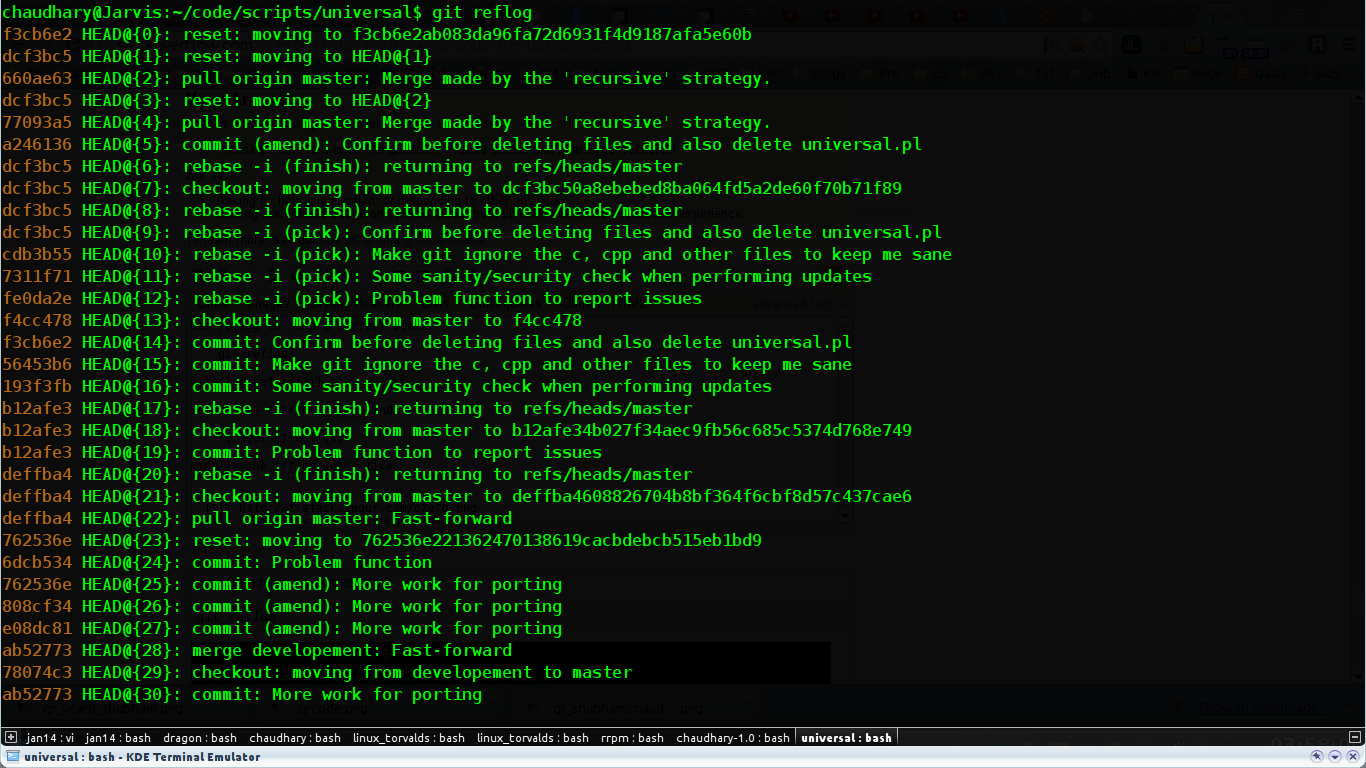 chaudhary@Jarvis:~/code/scripts/universal$ git reflog
f3cb6e2 HEAD@{0}: reset: moving to f3cb6e2ab083da96fa72d6931f4d9187afa5e60b
dcf3bc5 HEAD@{1}: reset: moving to HEAD@{1}
660ae63 HEAD@{2}: pull origin master: Merge made by the 'recursive' strategy.
dcf3bc5 HEAD@{3}: reset: moving to HEAD@{2}
77093a5 HEAD@{4}: pull origin master: Merge made by the 'recursive' strategy.
a246136 HEAD@{5}: commit (amend): Confirm before deleting files and also delete universal.pl
dcf3bc5 HEAD@{6}: rebase -i (finish): returning to refs/heads/master
dcf3bc5 HEAD@{7}: checkout: moving from master to dcf3bc50a8ebebed8ba064fd5a2de60f70b71f89
dcf3bc5 HEAD@{8}: rebase -i (finish): returning to refs/heads/master
dcf3bc5 HEAD@{9}: rebase -i (pick): Confirm before deleting files and also delete universal.pl
cdb3b55 HEAD@{10}: rebase -i (pick): Make git ignore the c, cpp and other files to keep me sane
7311f71 HEAD@{11}: rebase -i (pick): Some sanity/security check when performing updates
fe0da2e HEAD@{12}: rebase -i (pick): Problem function to report issues
f4cc478 HEAD@{13}: checkout: moving from master to f4cc478
f3cb6e2 HEAD@{14}: commit: Confirm before deleting files and also delete universal.pl
56453b6 HEAD@{15}: commit: Make git ignore the c, cpp and other files to keep me sane
193f3fb HEAD@{16}: commit: Some sanity/security check when performing updates
b12afe3 HEAD@{17}: rebase -i (finish): returning to refs/heads/master
b12afe3 HEAD@{18}: checkout: moving from master to b12afe34b027f34aec9fb56c685c5374d768e749
b12afe3 HEAD@{19}: commit: Problem function to report issues
deffba4 HEAD@{20}: rebase -i (finish): returning to refs/heads/master
deffba4 HEAD@{21}: checkout: moving from master to deffba4608826704b8bf364f6cbf8d57c437cae6
deffba4 HEAD@{22}: pull origin master: Fast-forward
762536e HEAD@{23}: reset: moving to 762536e221362470138619cacbdebcb515eb1bd9
6dcb534 HEAD@{24}: commit: Problem function
762536e HEAD@{25}: commit (amend): More work for porting
808cf34 HEAD@{26}: commit (amend): More work for porting
e08dc81 HEAD@{27}: commit (amend): More work for porting
ab52773 HEAD@{28}: merge developement: Fast-forward
78074c3 HEAD@{29}: checkout: moving from developement to master
ab52773 HEAD@{30}: commit: More work for porting
Show all downloads...
jan14 : vi jan14 : bash dragon : bash chaudhary : bash linux_torvalds : bash linux_torvalds : bash rrpm : bash chaudhary-1.0 : bash universal : bash
universal : bash - KDE Terminal Emulator